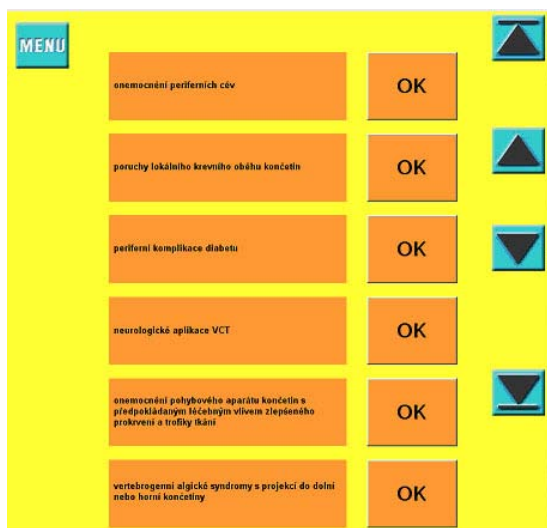 MENU
onemocnění periferních cév
OK
poruchy lokálního krevního oběhu končetin
OK
periferní komplikace diabetu
OK
neurologické aplikace VCT
OK
onemocnění pohybového aparátu končetin s
předpokládaným léčebným vlivem zlepšeného
prokrvení a trofiky tkání
OK
vertebrogenní algické syndromy s projekcí do dolní
nebo horní končetiny
OK